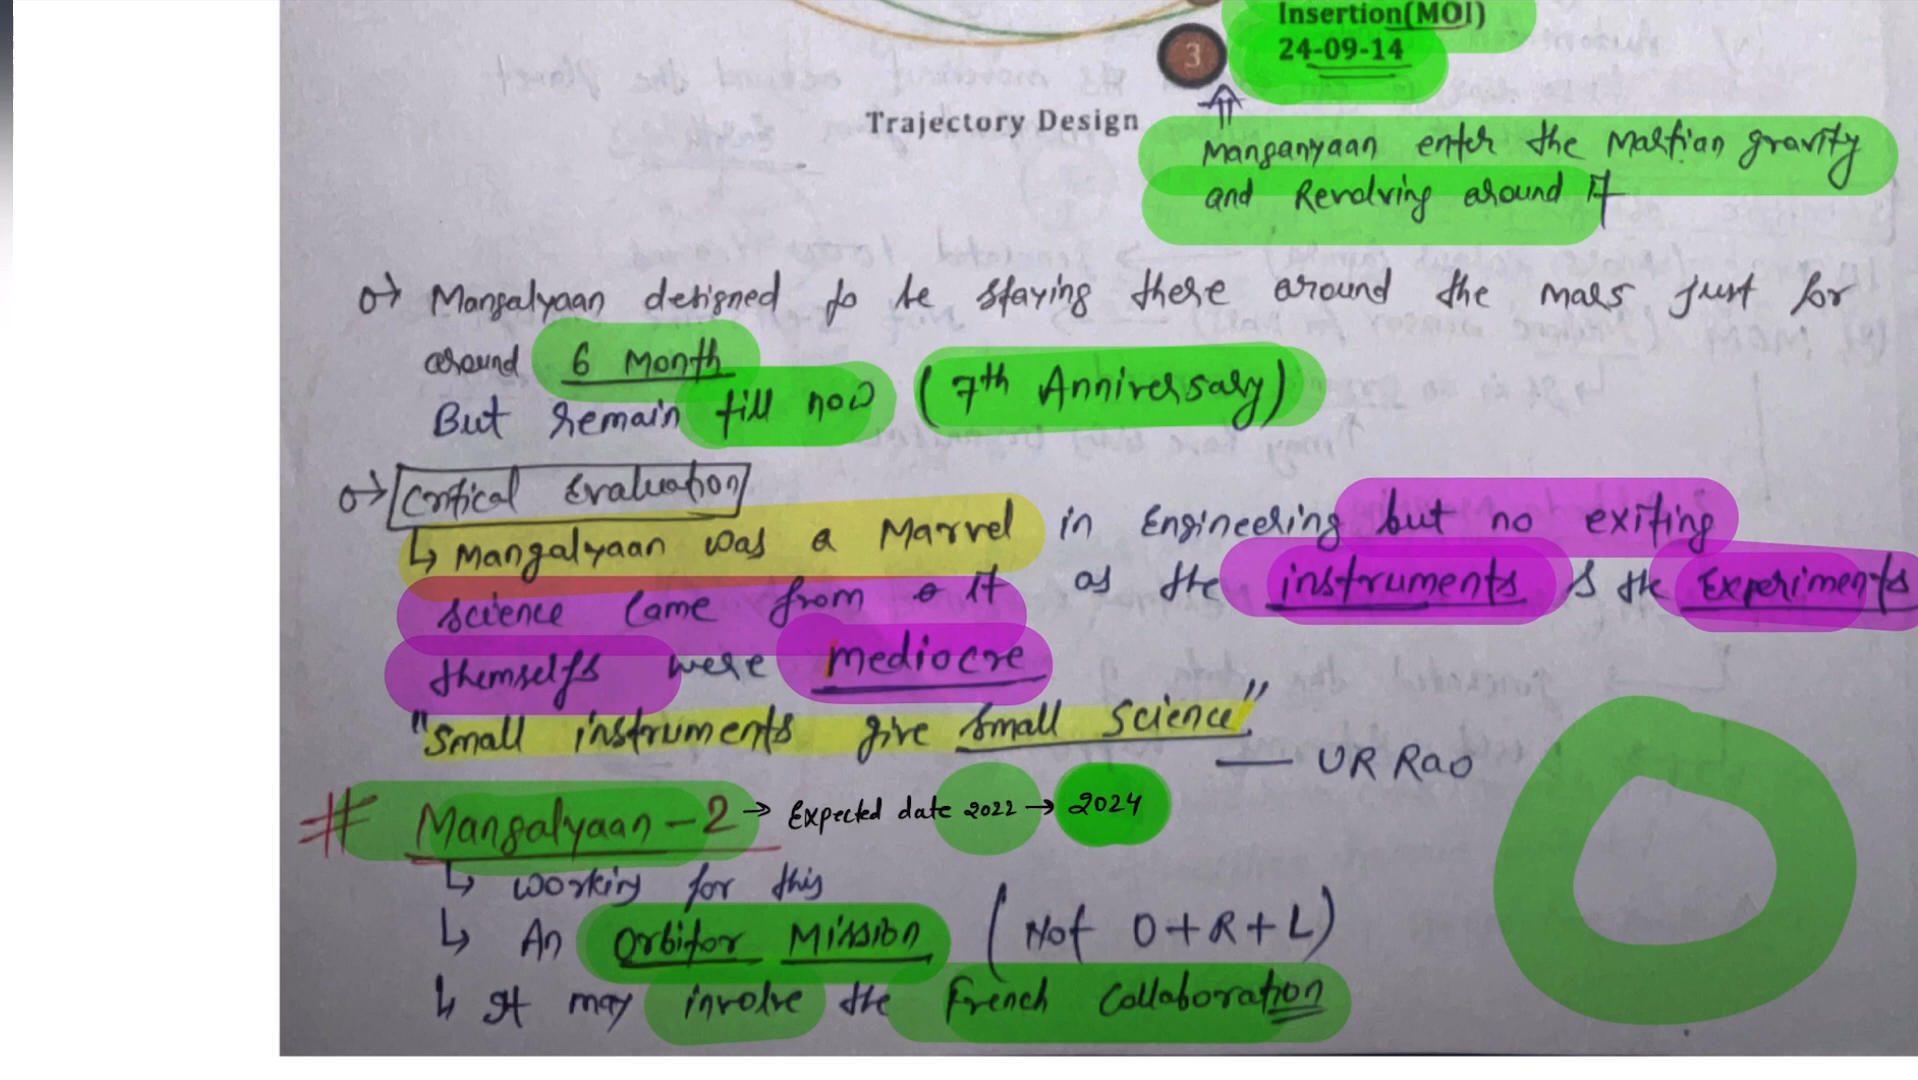 Insertion(MOI)
24-09-14
3
Trajectory Design
Manganyaan enter the Martian gravity
and Revolving around it
Mangalyaan designed to be staying there around the mars just for
around 6 Month
But remain till now (7th Anniversary)
Critical Evaluation
Mangalyaan was a Marvel in Engineering but no exiting
science came from it as the instruments & the Experiments
themselfs were mediocre
"Small instruments give small Science"
— UR Rao
# Mangalyaan-2 → Expected date 2022 → 2024
↳ working for this
↳ An Orbitor Mission (Not O+R+L)
↳ It may involve the French Collaboration